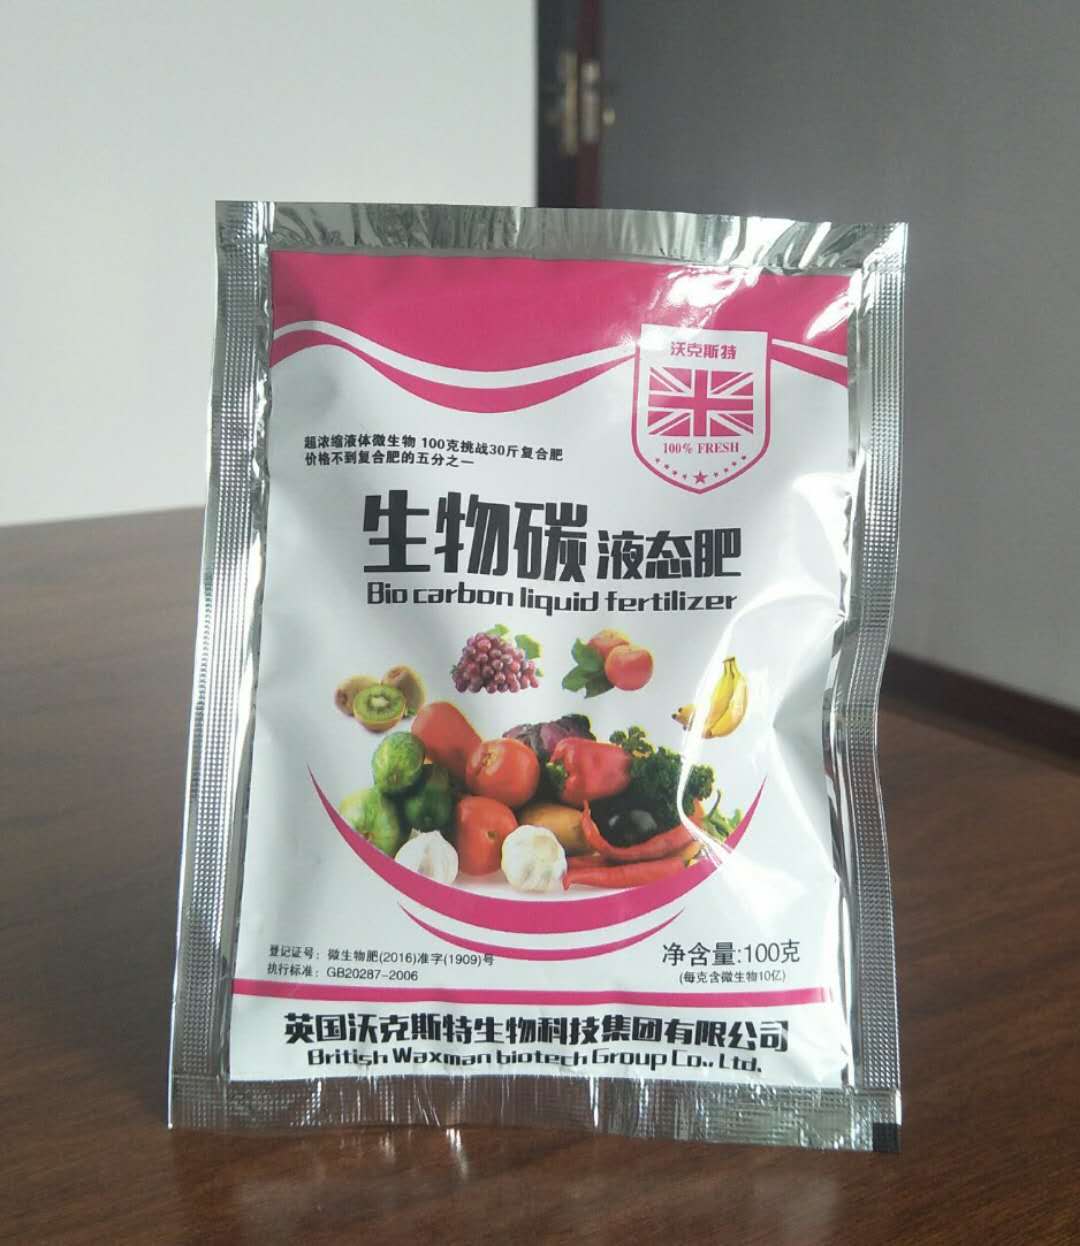 沃克斯特
100% FRESH
超浓缩液体微生物 100克挑战30斤复合肥
价格不到复合肥的五分之一
生物碳 液态肥
Bio carbon liquid fertilizer
登记证号：微生物肥(2016)准字(1909)号
执行标准：GB20287-2006
净含量:100克
(每克含微生物10亿)
英国沃克斯特生物科技集团有限公司
British Waxman biotech Group Co., Ltd.